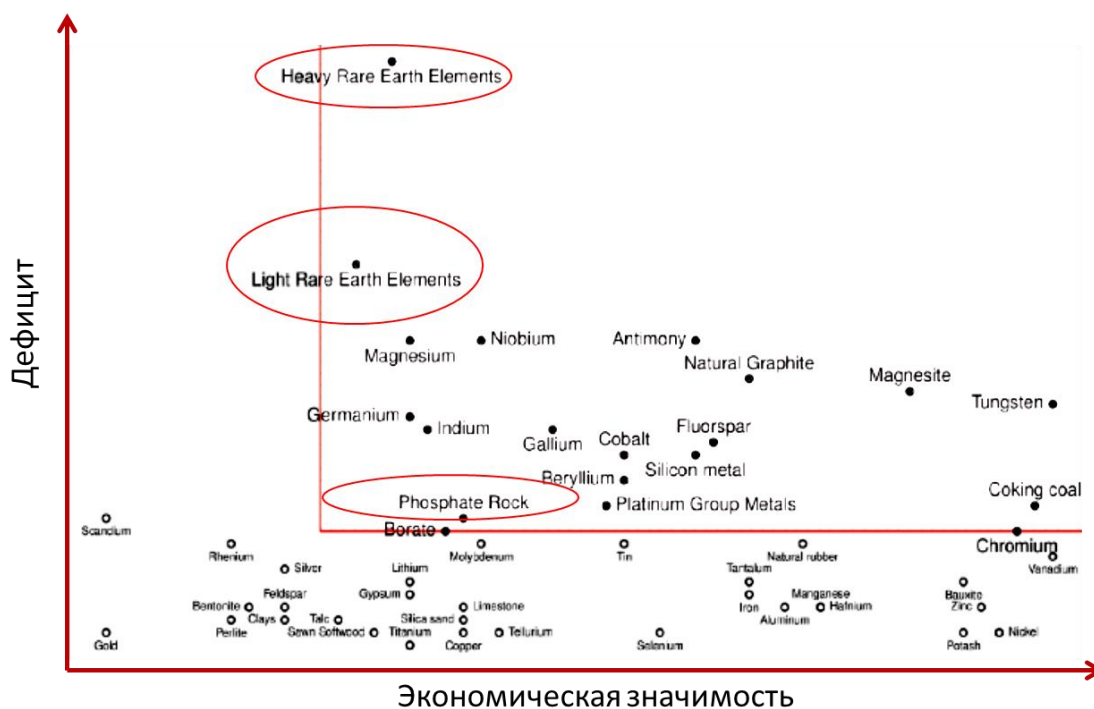 Дефицит
Heavy Rare Earth Elements
Light Rare Earth Elements
Magnesium
Niobium
Antimony
Natural Graphite
Magnesite
Tungsten
Germanium
Indium
Gallium
Cobalt
Fluorspar
Silicon metal
Beryllium
Phosphate Rock
Platinum Group Metals
Coking coal
Borate
Chromium
Scandium
Rhenium
Molybdenum
Tin
Natural rubber
Vanadium
Silver
Lithium
Tantalum
Bauxite
Feldspar
Gypsum
Manganese
Bentonite
Limestone
Iron
Hafnium
Zinc
Clays
Talc
Silica sand
Aluminum
Gold
Perlite
Sawn Softwood
Titanium
Copper
Tellurium
Selenium
Potash
Nickel
Экономическая значимость